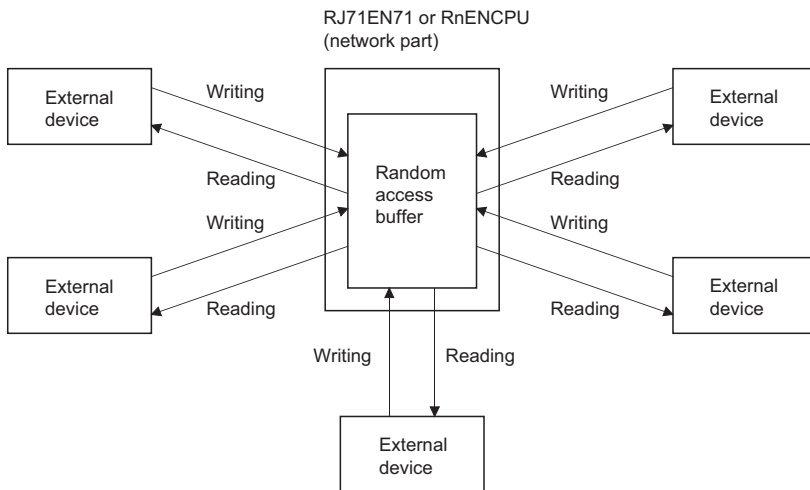 RJ71EN71 or RnENCPU
(network part)
External
device
Writing
Reading
Writing
Reading
External
device
Random
access
buffer
Writing
Reading
Writing
Reading
External
device
External
device
Writing
Reading
External
device